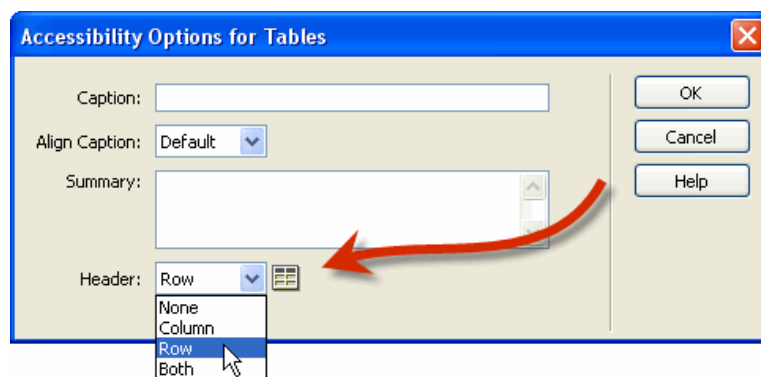 Accessibility Options for Tables
Caption:
OK
Align Caption: Default
Cancel
Summary:
Help
Header: Row
None
Column
Row
Both